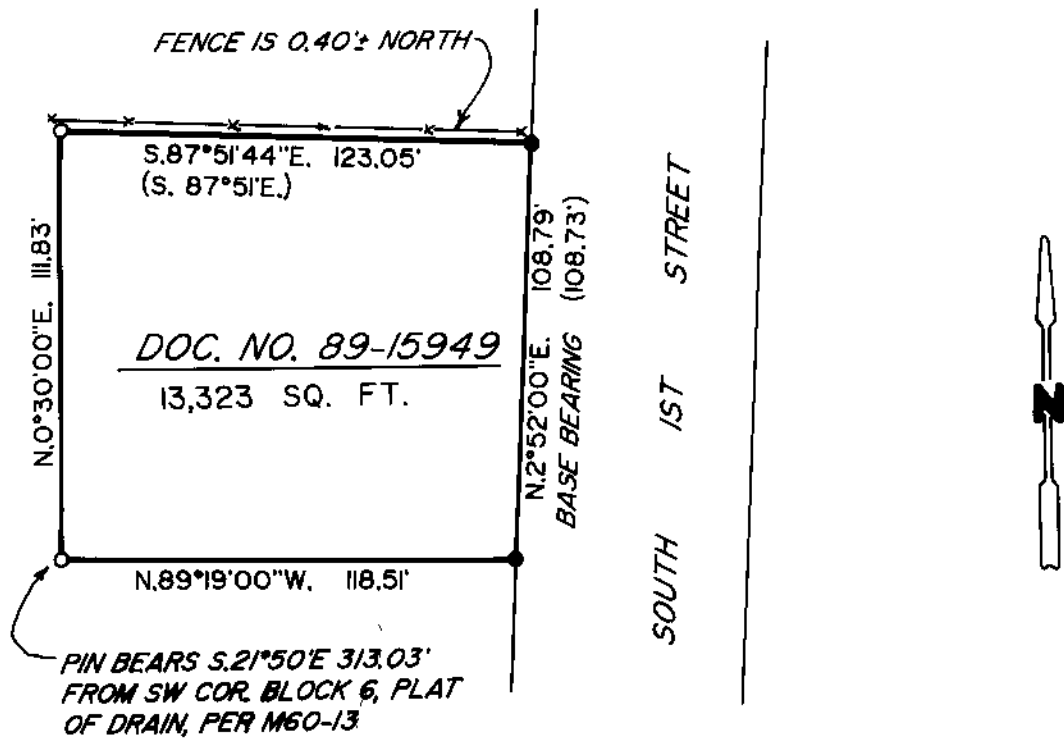 FENCE IS 0.40'± NORTH
S.87°51'44"E. 123.05'
(S. 87°51'E.)
N.0°30'00"E. 111.83'
DOC. NO. 89-15949
13,323 SQ. FT.
N.2°52'00"E. 108.79'
BASE BEARING (108.73')
SOUTH 1ST STREET
N
N.89°19'00"W. 118.51'
PIN BEARS S.21°50'E 313.03'
FROM SW COR. BLOCK 6, PLAT
OF DRAIN, PER M60-13